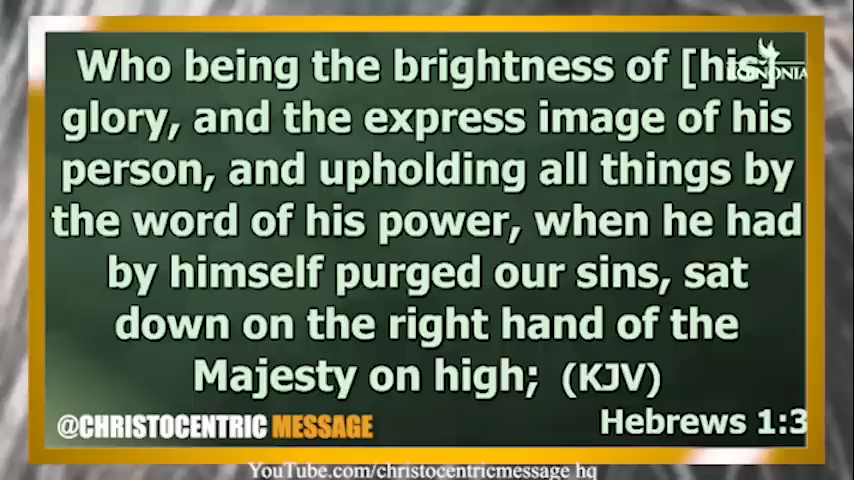 Who being the brightness of [his]
glory, and the express image of his
person, and upholding all things by
the word of his power, when he had
by himself purged our sins, sat
down on the right hand of the
Majesty on high; (KJV)
@CHRISTOCENTRIC MESSAGE
Hebrews 1:3
YouTube.com/christocentricmessage hq